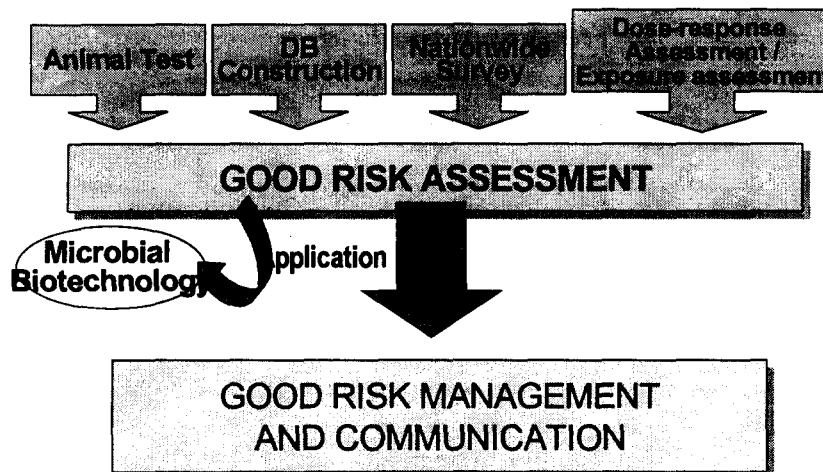 Animal Test
DB
Construction
Nationwide
Survey
Dose-response
Assessment /
Exposure assessment
GOOD RISK ASSESSMENT
Microbial
Biotechnology
Application
GOOD RISK MANAGEMENT
AND COMMUNICATION